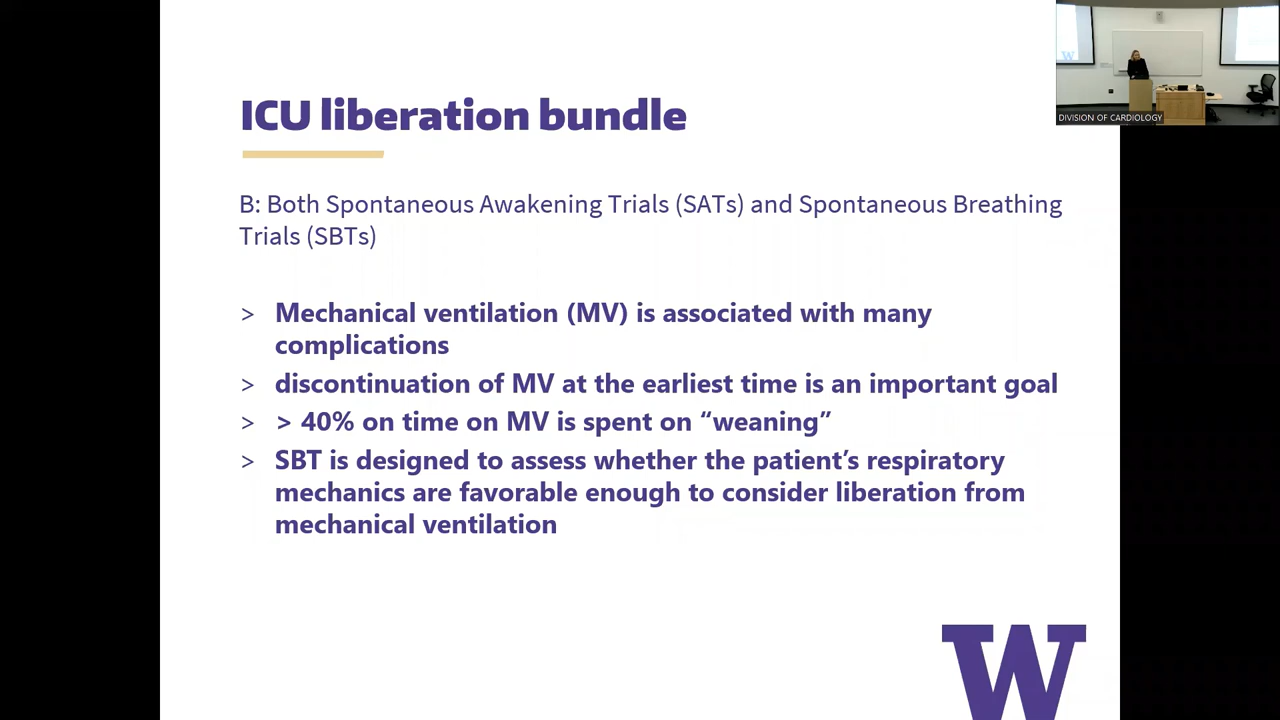 ICU liberation bundle
B: Both Spontaneous Awakening Trials (SATs) and Spontaneous Breathing
Trials (SBTs)
> Mechanical ventilation (MV) is associated with many
complications
> discontinuation of MV at the earliest time is an important goal
> > 40% on time on MV is spent on “weaning”
> SBT is designed to assess whether the patient’s respiratory
mechanics are favorable enough to consider liberation from
mechanical ventilation
W
W
DIVISION OF CARDIOLOGY